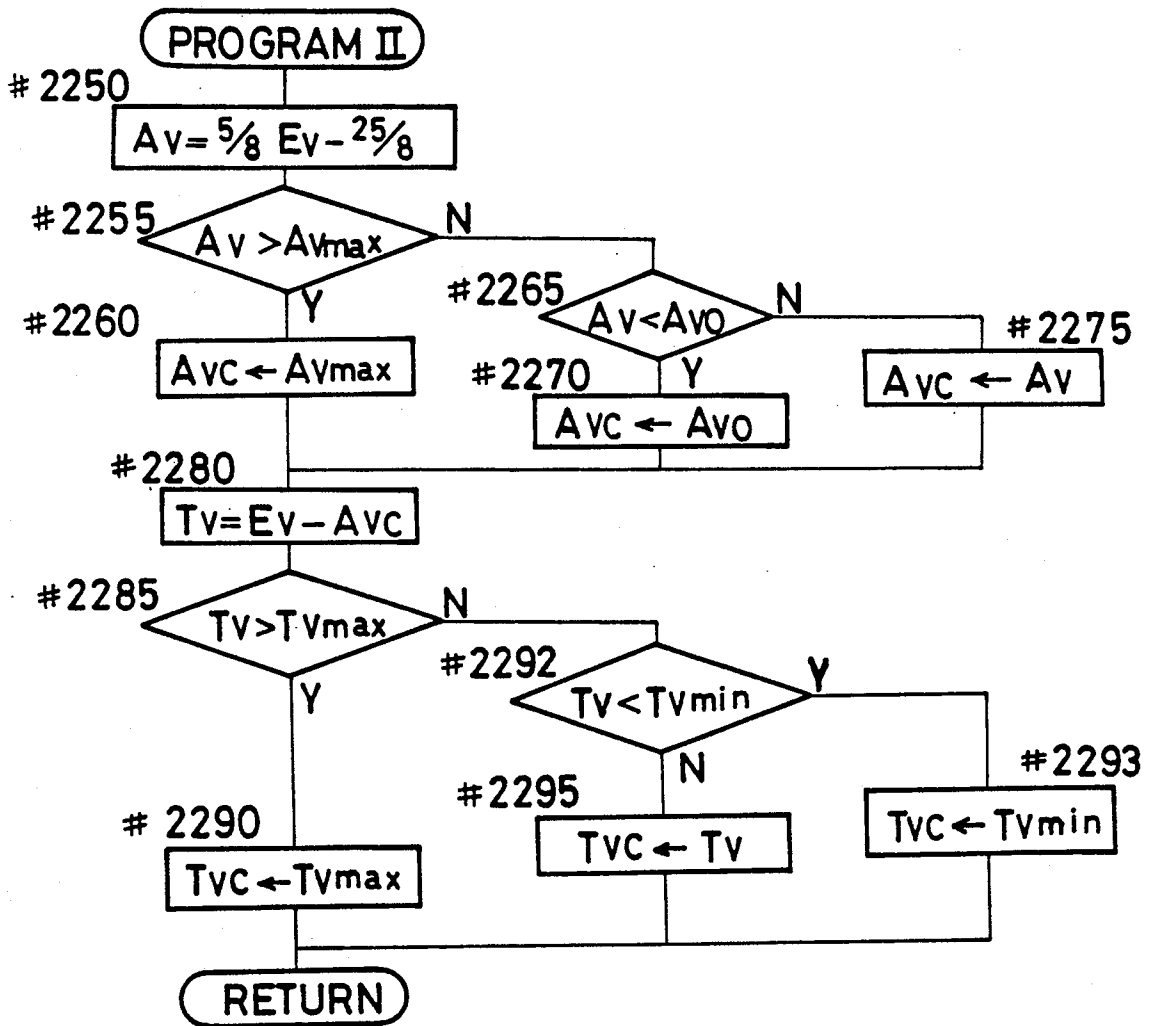 PROGRAM II
#2250
Av=5/8 Ev-25/8
#2255
Av>Avmax
N
Y
#2260
Avc←Avmax
#2265
Av<Avo
N
Y
#2270
Avc←Avo
#2275
Avc←Av
#2280
Tv=Ev-Avc
#2285
Tv>Tvmax
N
Y
#2292
Tv<Tvmin
Y
N
#2293
Tvc←Tvmin
#2295
Tvc←Tv
# 2290
Tvc←Tvmax
RETURN